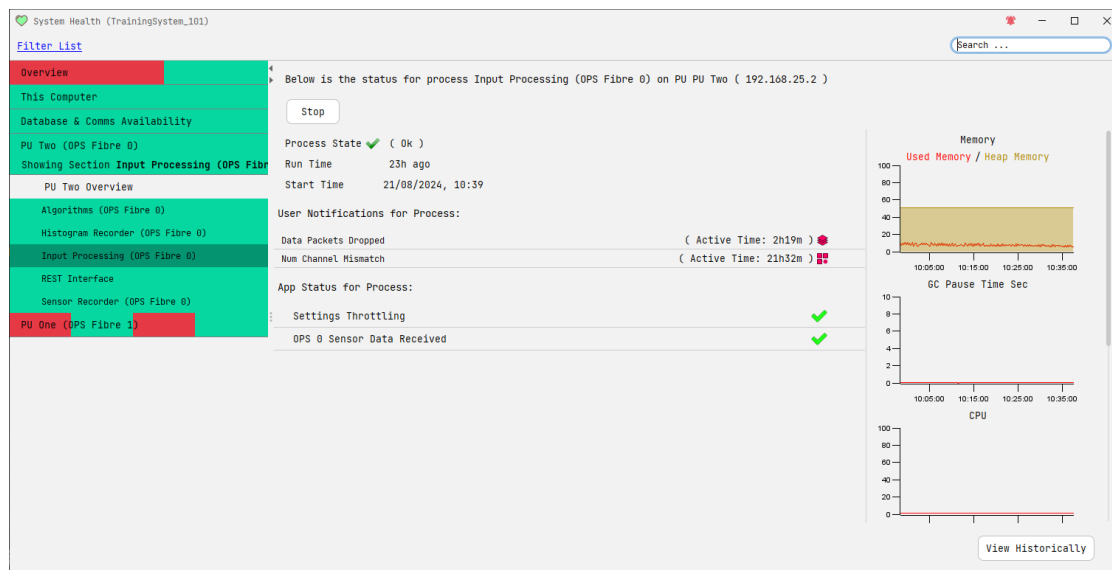 System Health (TrainingSystem_101)
Filter List
Search ...
Overview
This Computer
Database & Comms Availability
PU Two (OPS Fibre 0)
Showing Section Input Processing (OPS Fibr
PU Two Overview
Algorithms (OPS Fibre 0)
Histogram Recorder (OPS Fibre 0)
Input Processing (OPS Fibre 0)
REST Interface
Sensor Recorder (OPS Fibre 0)
PU One (OPS Fibre 1)
Below is the status for process Input Processing (OPS Fibre 0) on PU PU Two ( 192.168.25.2 )
Stop
Process State ( Ok )
Run Time 23h ago
Start Time 21/08/2024, 10:39
User Notifications for Process:
Data Packets Dropped ( Active Time: 2h19m )
Num Channel Mismatch ( Active Time: 21h32m )
App Status for Process:
Settings Throttling
OPS 0 Sensor Data Received
Memory
Used Memory / Heap Memory
100
80
60
40
20
0
10:05:00 10:15:00 10:25:00 10:35:00
GC Pause Time Sec
10
8
6
4
2
0
10:05:00 10:15:00 10:25:00 10:35:00
CPU
100
80
60
40
20
0
View Historically